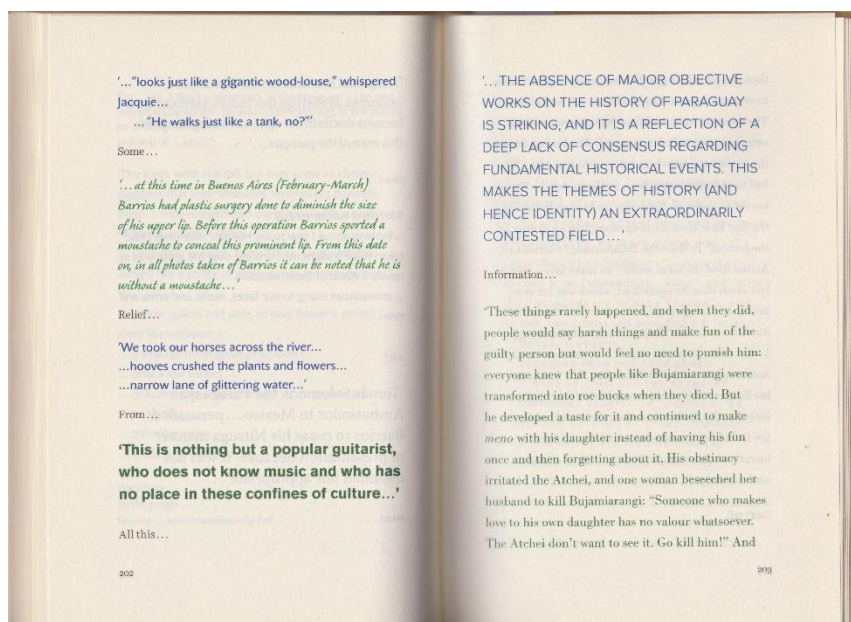 ‘…“looks just like a gigantic wood-louse,” whispered
Jacquie…
…“He walks just like a tank, no?”’
Some…
‘…at this time in Buenos Aires (February-March)
Barrios had plastic surgery done to diminish the size
of his upper lip. Before this operation Barrios sported a
moustache to conceal this prominent lip. From this date
on, in all photos taken of Barrios it can be noted that he is
without a moustache…’
Relief…
‘We took our horses across the river…
…hooves crushed the plants and flowers…
…narrow lane of glittering water…’
From…
‘This is nothing but a popular guitarist,
who does not know music and who has
no place in these confines of culture…’
All this…
202
‘…THE ABSENCE OF MAJOR OBJECTIVE
WORKS ON THE HISTORY OF PARAGUAY
IS STRIKING, AND IT IS A REFLECTION OF A
DEEP LACK OF CONSENSUS REGARDING
FUNDAMENTAL HISTORICAL EVENTS. THIS
MAKES THE THEMES OF HISTORY (AND
HENCE IDENTITY) AN EXTRAORDINARILY
CONTESTED FIELD…’
Information…
‘These things rarely happened, and when they did,
people would say harsh things and make fun of the
guilty person but would feel no need to punish him:
everyone knew that people like Bujamiarangi were
transformed into roe bucks when they died. But
he developed a taste for it and continued to make
meno with his daughter instead of having his fun
once and then forgetting about it. His obstinacy
irritated the Atchei, and one woman beseeched her
husband to kill Bujamiarangi: “Someone who makes
love to his own daughter has no valour whatsoever.
The Atchei don’t want to see it. Go kill him!” And
203